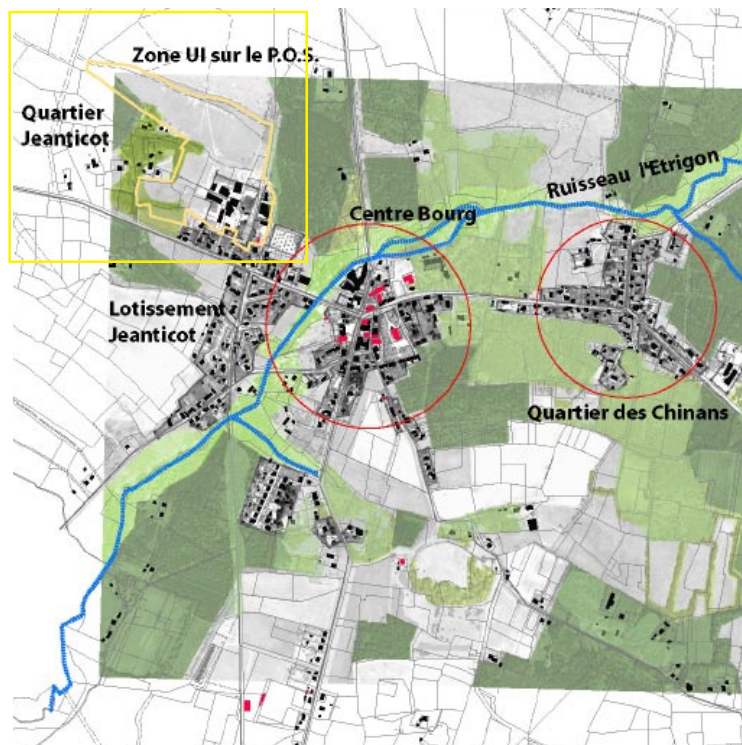 Zone UI sur le P.O.S.
Quartier
Jeanticot
Ruisseau l'Etrigon
Centre Bourg
Lotissement
Jeanticot
Quartier des Chinans